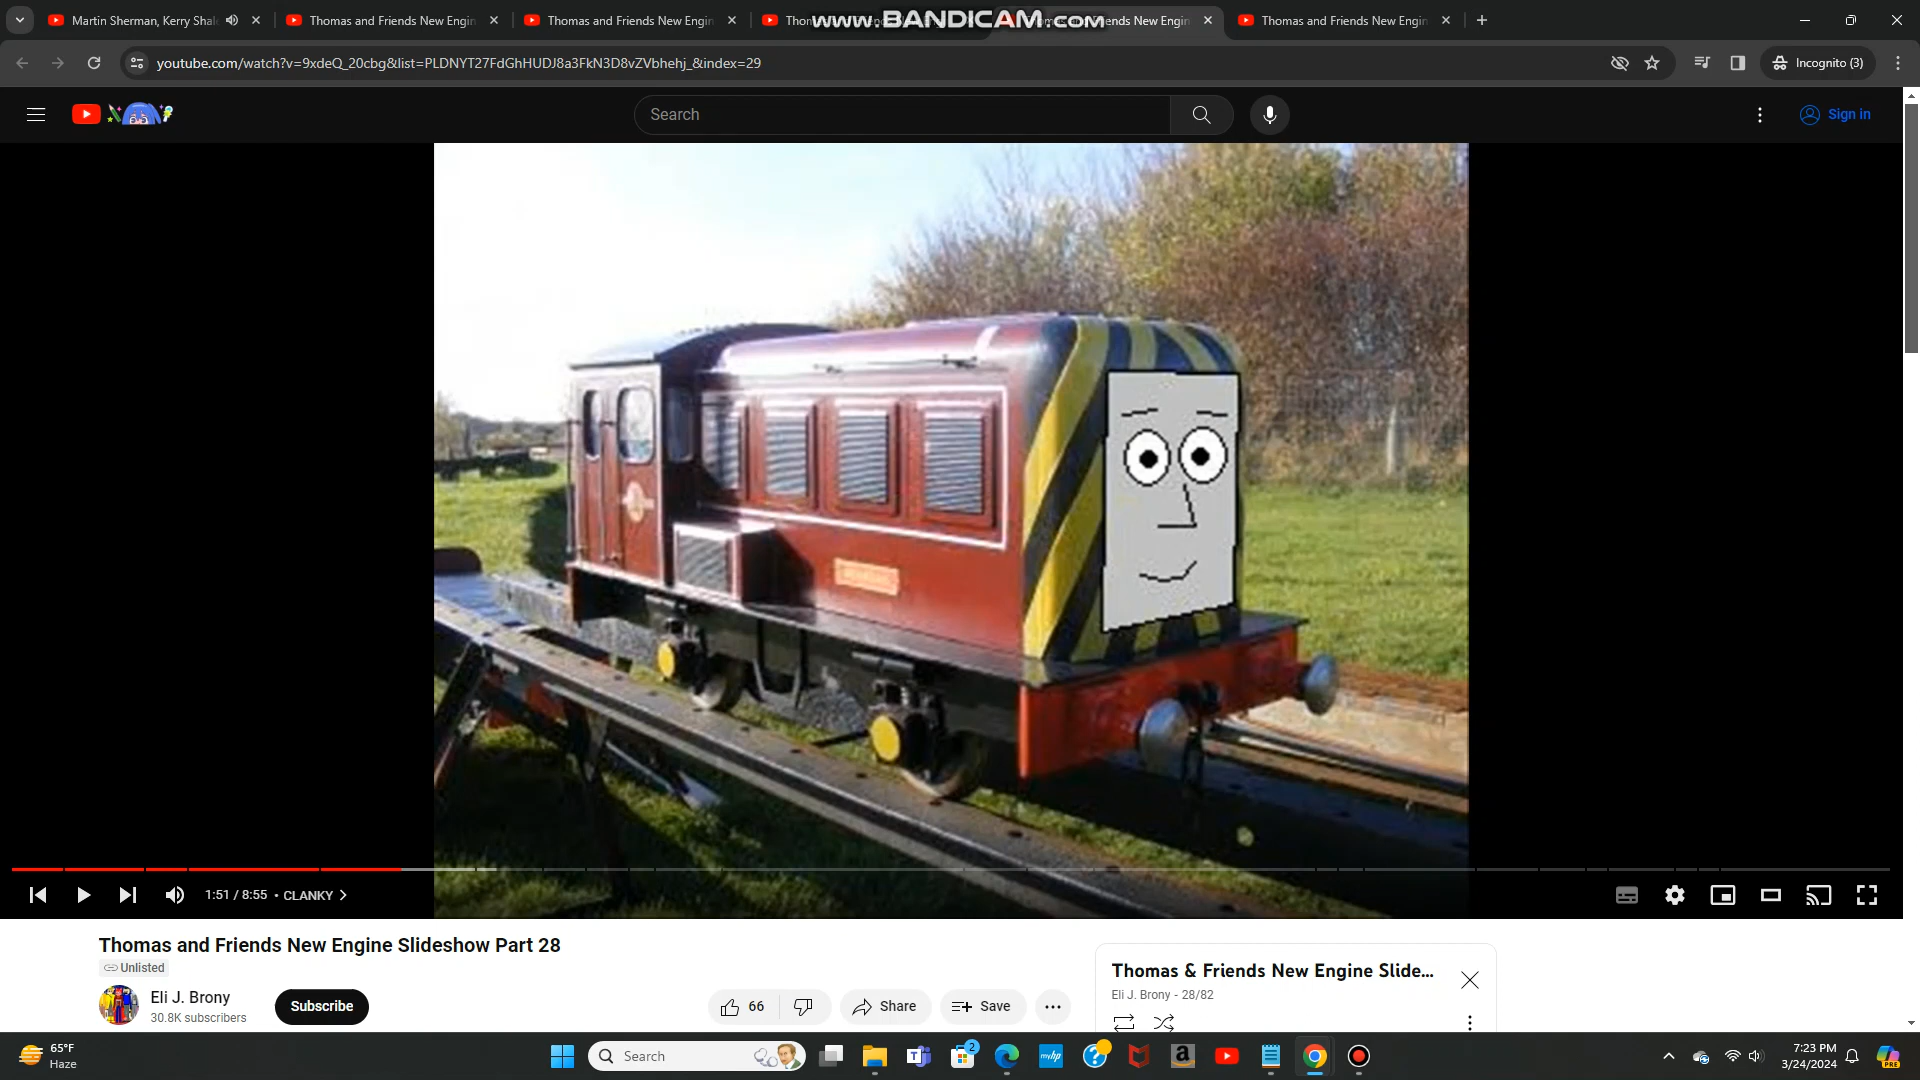 Martin Sherman, Kerry Shal
Thomas and Friends New Engin
Thomas and Friends New Engin
www.BANDICAM.com
Thomas and Friends New Engin
youtube.com/watch?v=9xdeQ_20cbg&list=PLDNYT27FdGhHUDJ8a3FkN3D8vZVbhehj_&index=29
Incognito (3)
Search
Sign in
1:51 / 8:55 • CLANKY
Thomas and Friends New Engine Slideshow Part 28
Unlisted
Eli J. Brony
30.8K subscribers
Subscribe
66
Share
Save
Thomas & Friends New Engine Slide...
Eli J. Brony - 28/82
65°F
Haze
Search
2
myhp
PRE
7:23 PM
3/24/2024